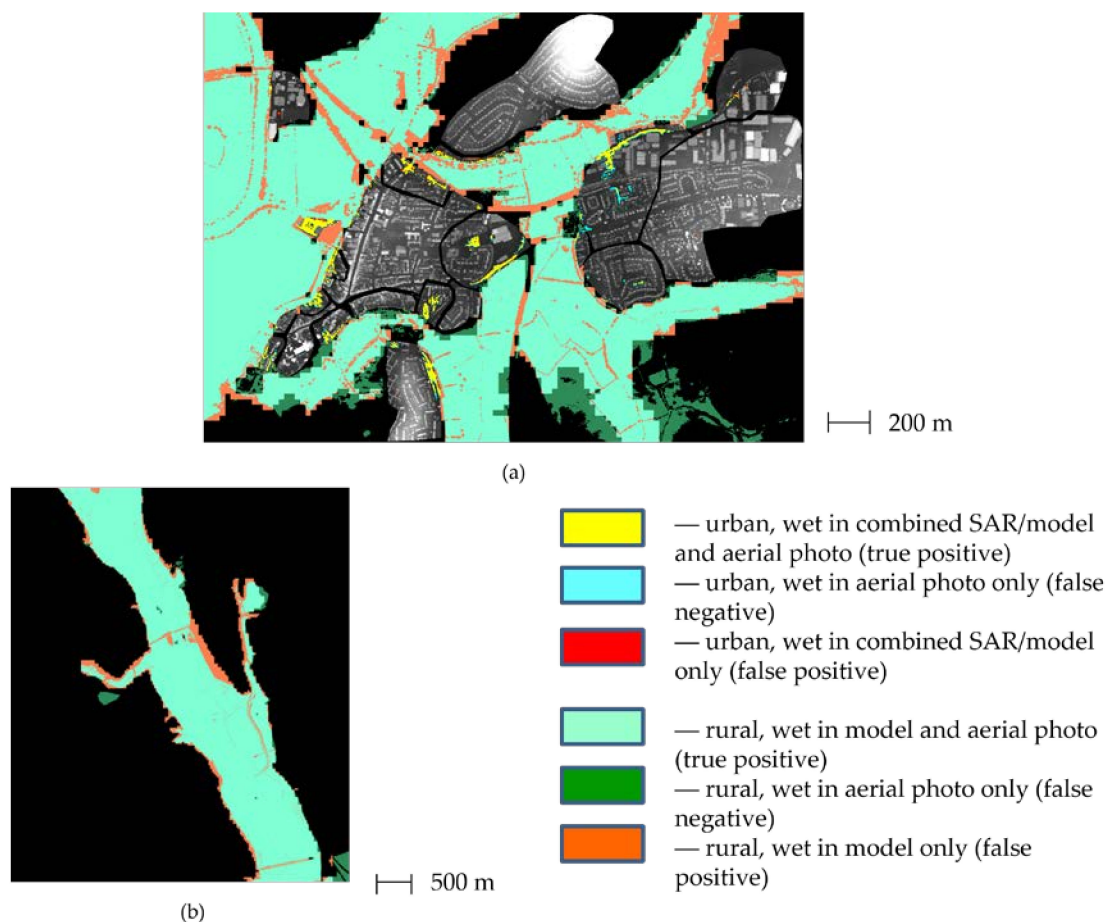 200 m
(a)
— urban, wet in combined SAR/model
and aerial photo (true positive)
— urban, wet in aerial photo only (false
negative)
— urban, wet in combined SAR/model
only (false positive)
— rural, wet in model and aerial photo
(true positive)
— rural, wet in aerial photo only (false
negative)
— rural, wet in model only (false
positive)
500 m
(b)